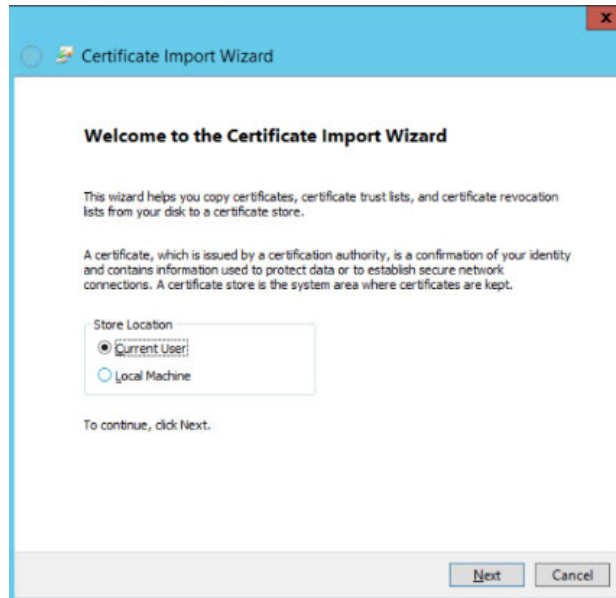 x
Certificate Import Wizard
Welcome to the Certificate Import Wizard
This wizard helps you copy certificates, certificate trust lists, and certificate revocation
lists from your disk to a certificate store.
A certificate, which is issued by a certification authority, is a confirmation of your identity
and contains information used to protect data or to establish secure network
connections. A certificate store is the system area where certificates are kept.
Store Location
Current User
Local Machine
To continue, click Next.
Next Cancel